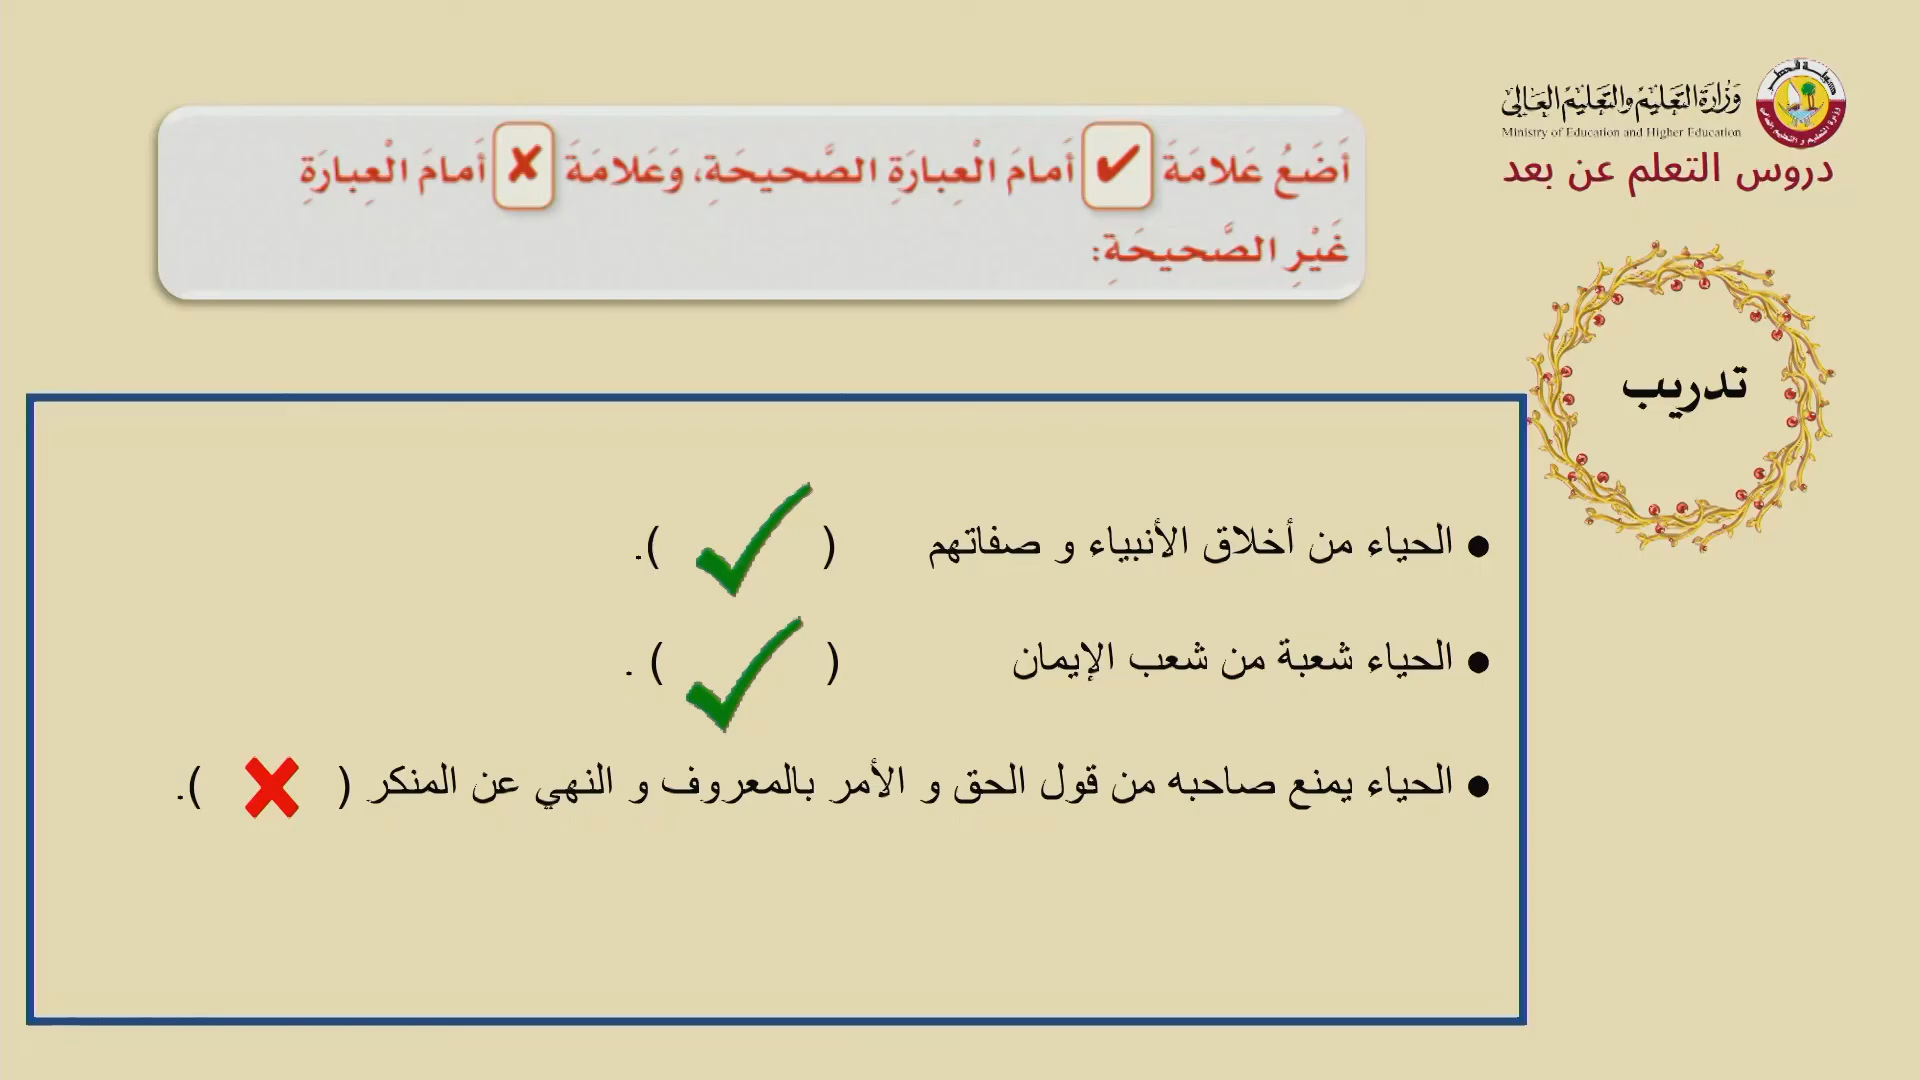 وزارة التعليم والتعليم العالي
Ministry of Education and Higher Education
دروس التعلم عن بعد
أَضَعُ عَلامَةَ ✔ أَمامَ الْعِبارَةِ الصَّحيحَةِ، وَعَلامَةَ ✘ أَمامَ الْعِبارَةِ
غَيْرِ الصَّحيحَةِ:
تدريب
● الحياء من أخلاق الأنبياء و صفاتهم ( ✔ ).
● الحياء شعبة من شعب الإيمان ( ✔ ) .
● الحياء يمنع صاحبه من قول الحق و الأمر بالمعروف و النهي عن المنكر ( ✘ ).